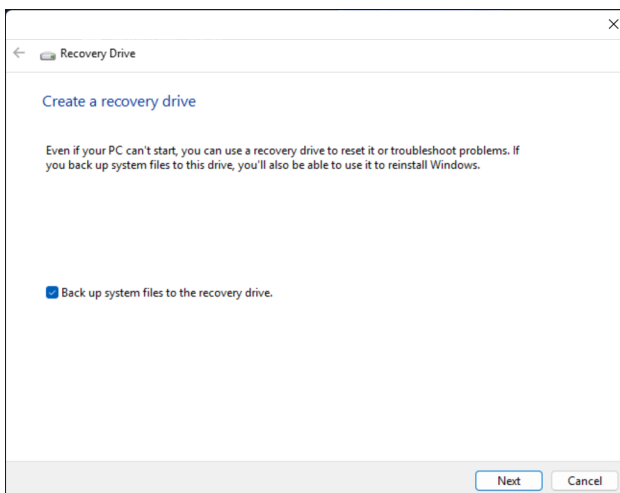 Recovery Drive
Create a recovery drive
Even if your PC can't start, you can use a recovery drive to reset it or troubleshoot problems. If
you back up system files to this drive, you'll also be able to use it to reinstall Windows.
Back up system files to the recovery drive.
Next Cancel